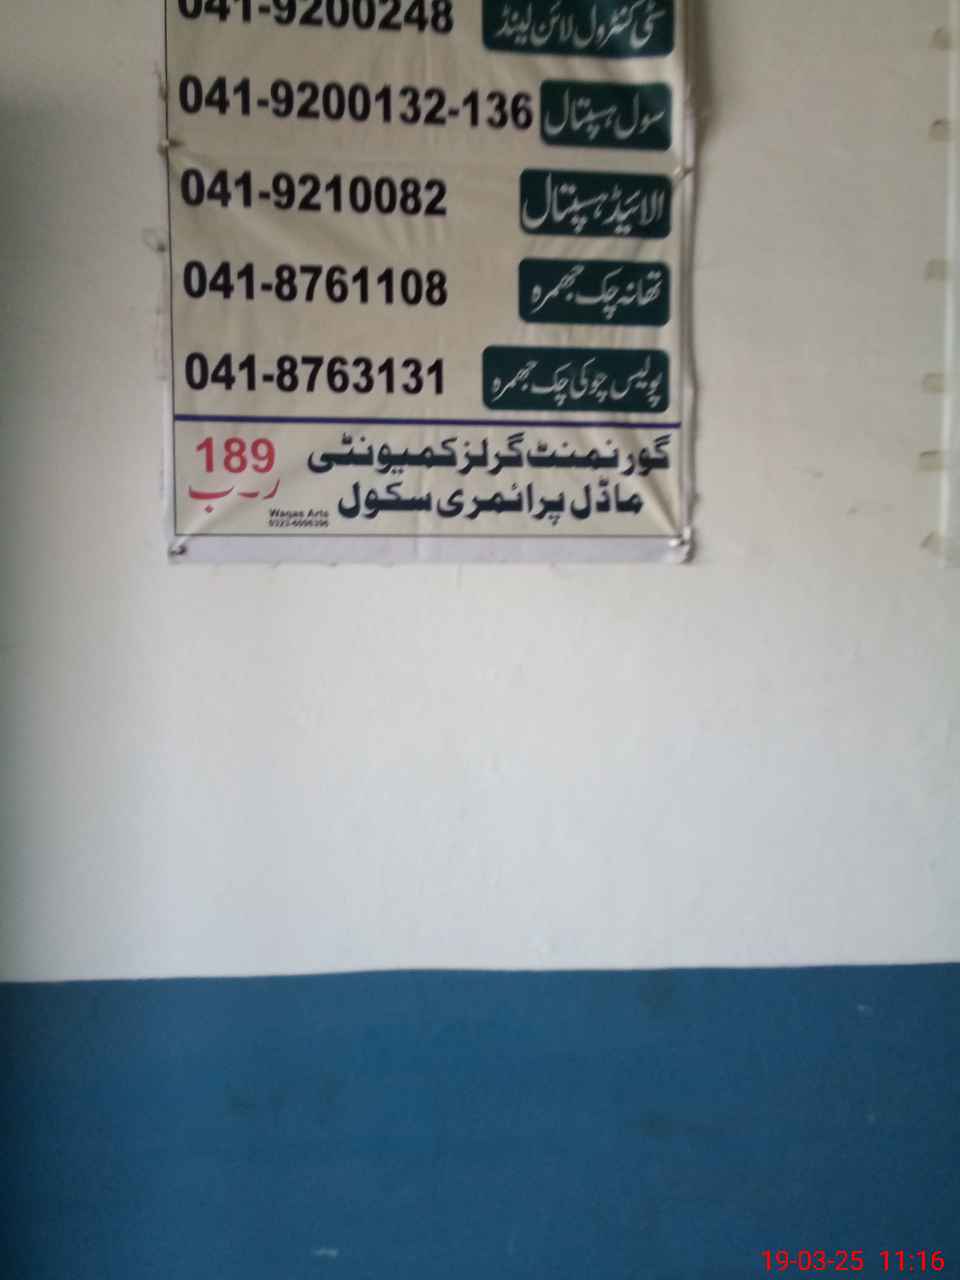 سٹی کنٹرول لائن لینڈ 041-9200248
سول ہسپتال 041-9200132-136
الائیڈ ہسپتال 041-9210082
تھانہ چک جھمرہ 041-8761108
پولیس چوکی چک جھمرہ 041-8763131
گورنمنٹ گرلز کمیونٹی 189
ماڈل پرائمری سکول ر۔ب
Waqas Arts
19-03-25 11:16